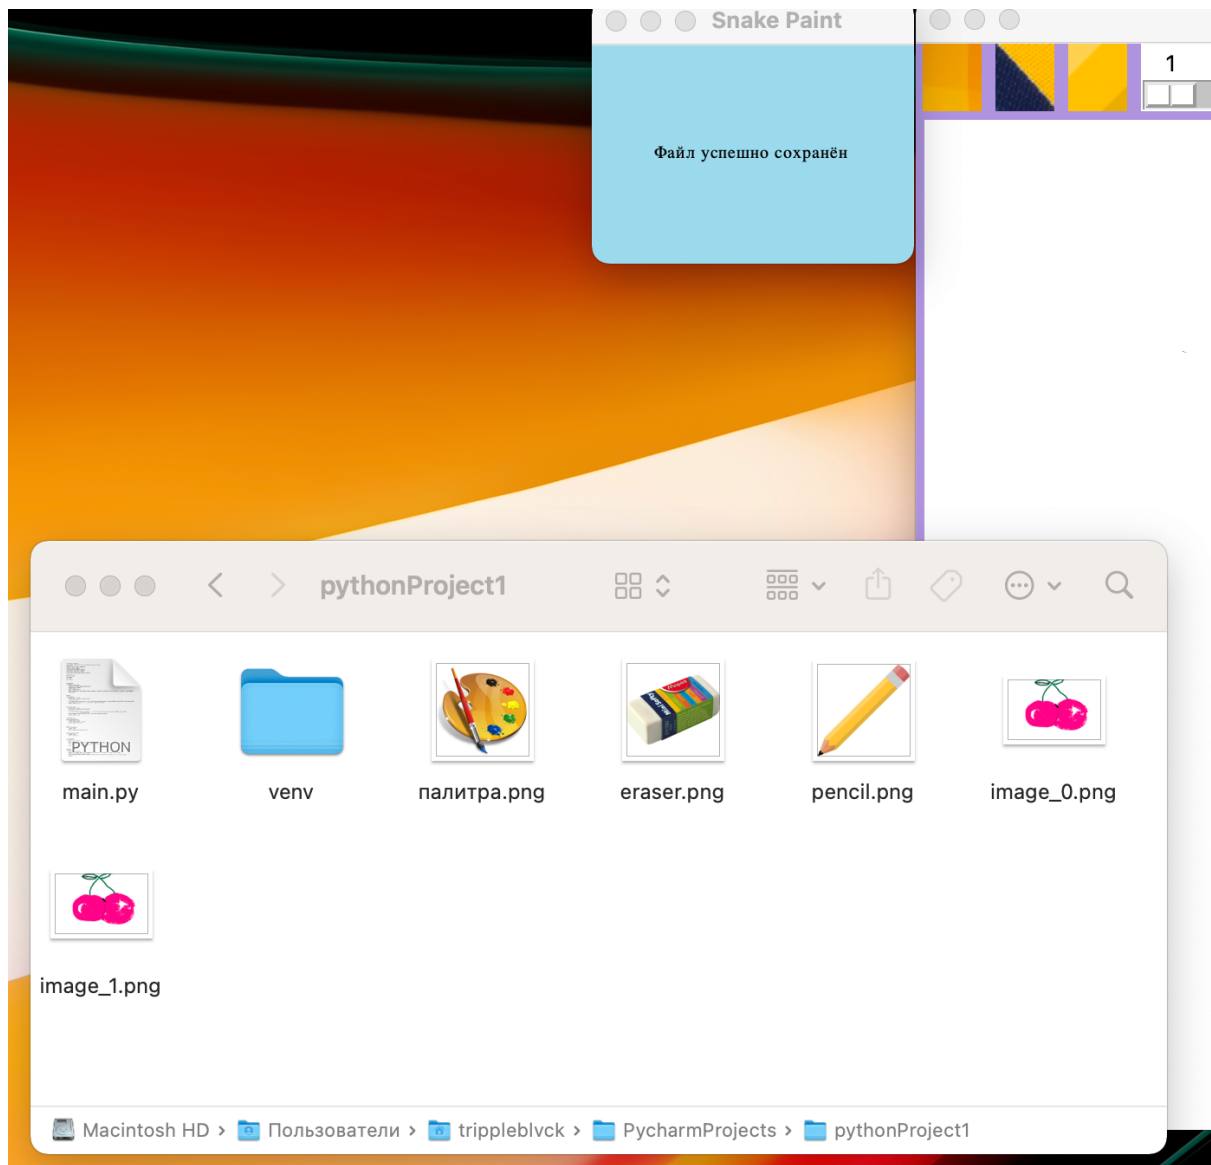 Snake Paint
1
Файл успешно сохранён
pythonProject1
PYTHON
main.py
venv
палитра.png
eraser.png
pencil.png
image_0.png
image_1.png
Macintosh HD › Пользователи › trippleblvck › PycharmProjects › pythonProject1